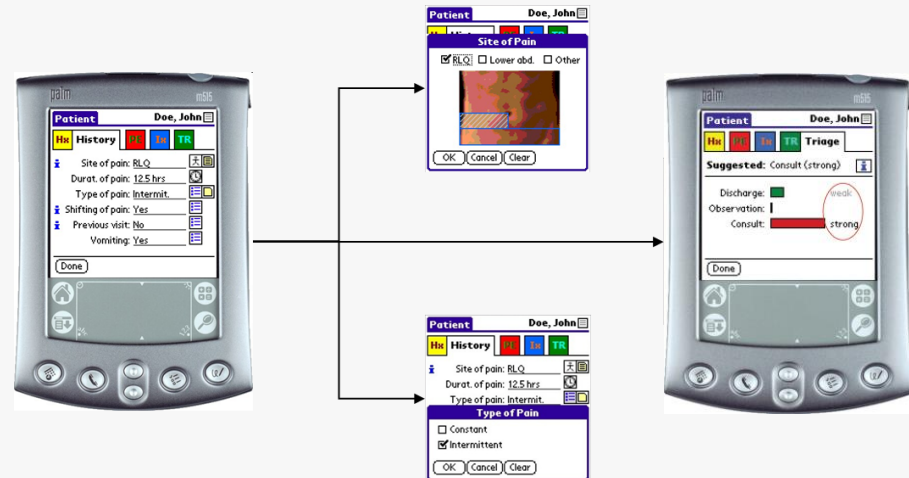 palm m515
Patient Doe, John
Hx History PE Ix TR
Site of pain: RLQ
Durat. of pain: 12.5 hrs
Type of pain: Intermit.
Shifting of pain: Yes
Previous visit: No
Vomiting: Yes
Done
Patient Doe, John
Site of Pain
RLQ Lower abd. Other
OK Cancel Clear
Patient Doe, John
Hx History PE Ix TR
Site of pain: RLQ
Durat. of pain: 12.5 hrs
Type of pain: Intermit.
Type of Pain
Constant
Intermittent
OK Cancel Clear
palm m515
Patient Doe, John
Hx PE Ix TR Triage
Suggested: Consult (strong)
Discharge: weak
Observation:
Consult: strong
Done